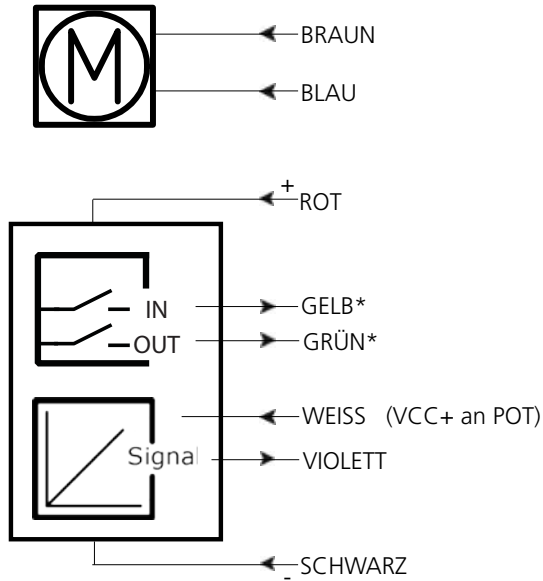 M
BRAUN
BLAU
+
ROT
IN
GELB*
OUT
GRÜN*
WEISS (VCC+ an POT)
Signal
VIOLETT
SCHWARZ
-